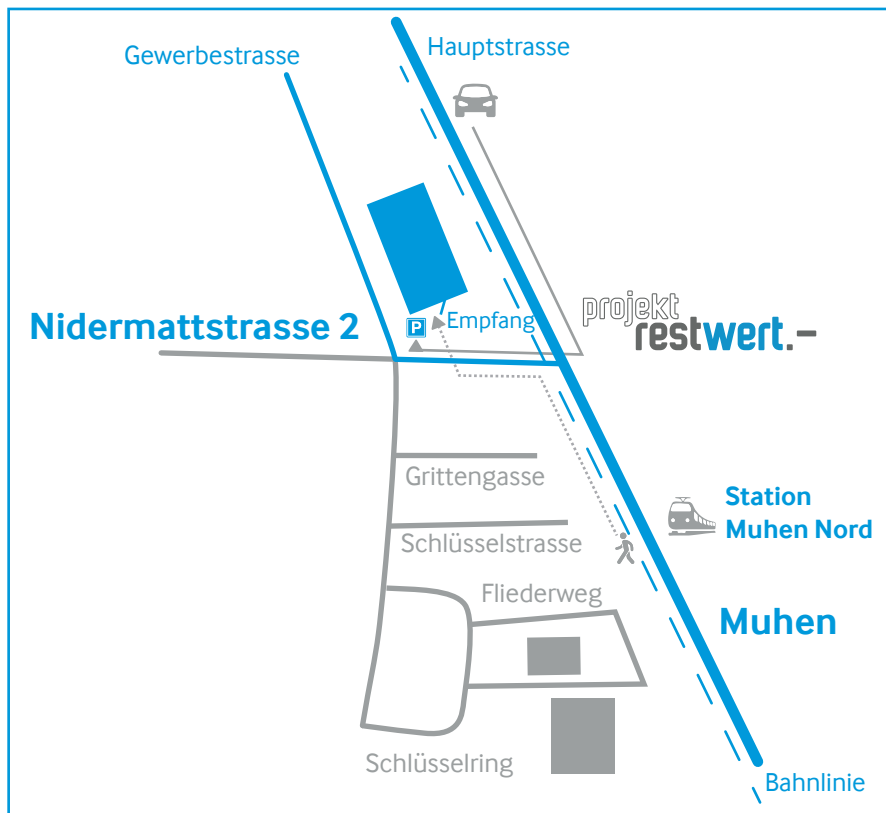 Hauptstrasse
Gewerbestrasse
projekt
restwert.–
Nidermattstrasse 2
P
Empfang
Grittengasse
Schlüsselstrasse
Station
Muhen Nord
Fliederweg
Muhen
Schlüsselring
Bahnlinie